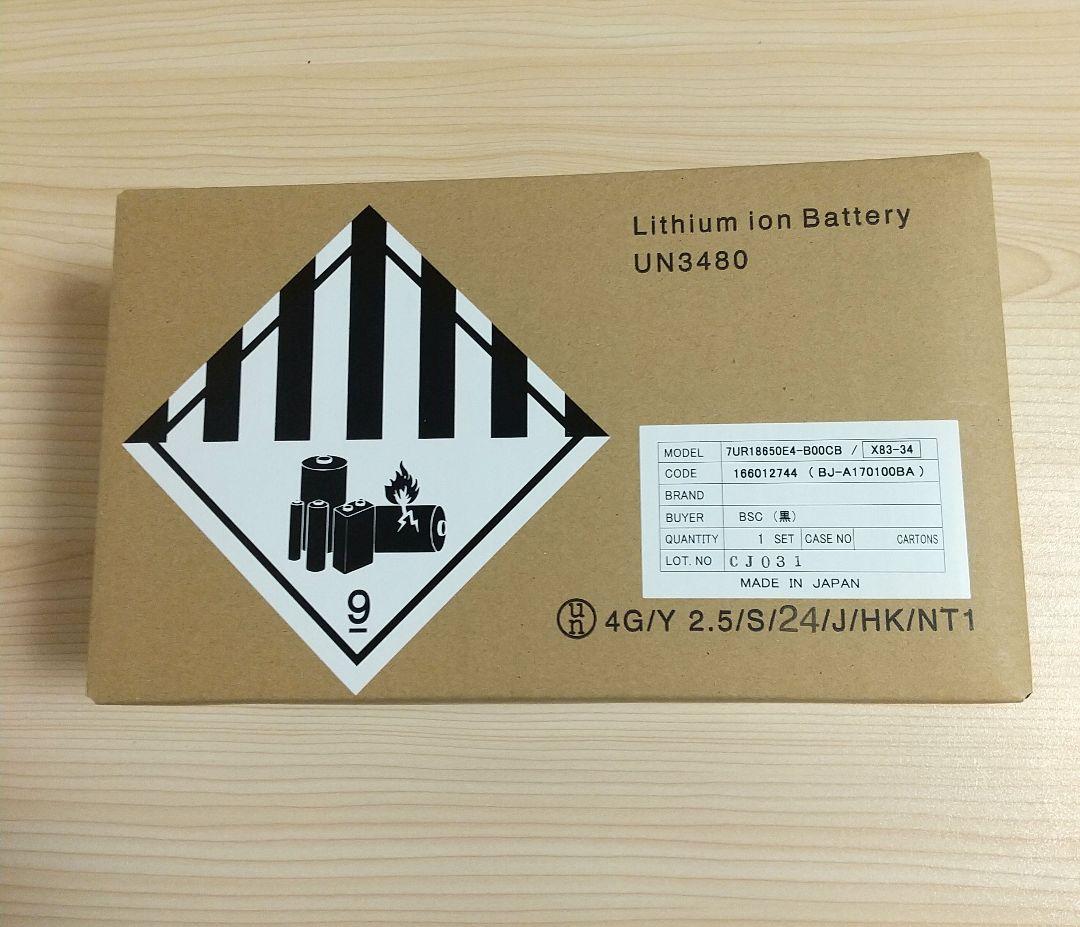 Lithium ion Battery
UN3480
MODEL 7UR18650E4-B00CB / X83-34
CODE 166012744 ( BJ-A170100BA )
BRAND
BUYER BSC (黒)
QUANTITY 1 SET CASE NO CARTONS
LOT. NO CJ031
MADE IN JAPAN
un 4G/Y 2.5/S/24/J/HK/NT1
9